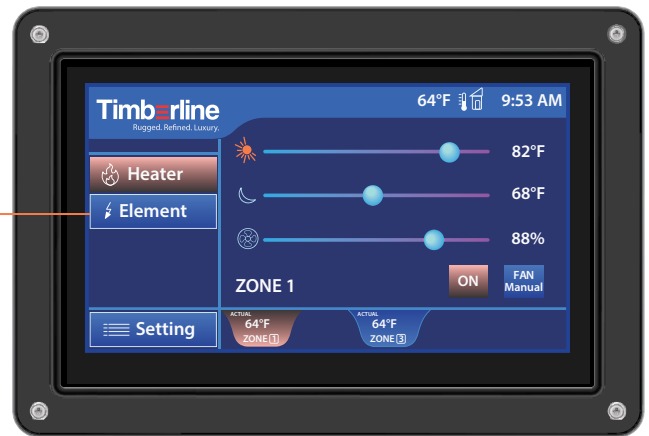 Timberline
Rugged. Refined. Luxury.
64°F
9:53 AM
Heater
Element
82°F
68°F
88%
ZONE 1
ON
FAN
Manual
Setting
ACTUAL
64°F
ZONE 1
ACTUAL
64°F
ZONE 3